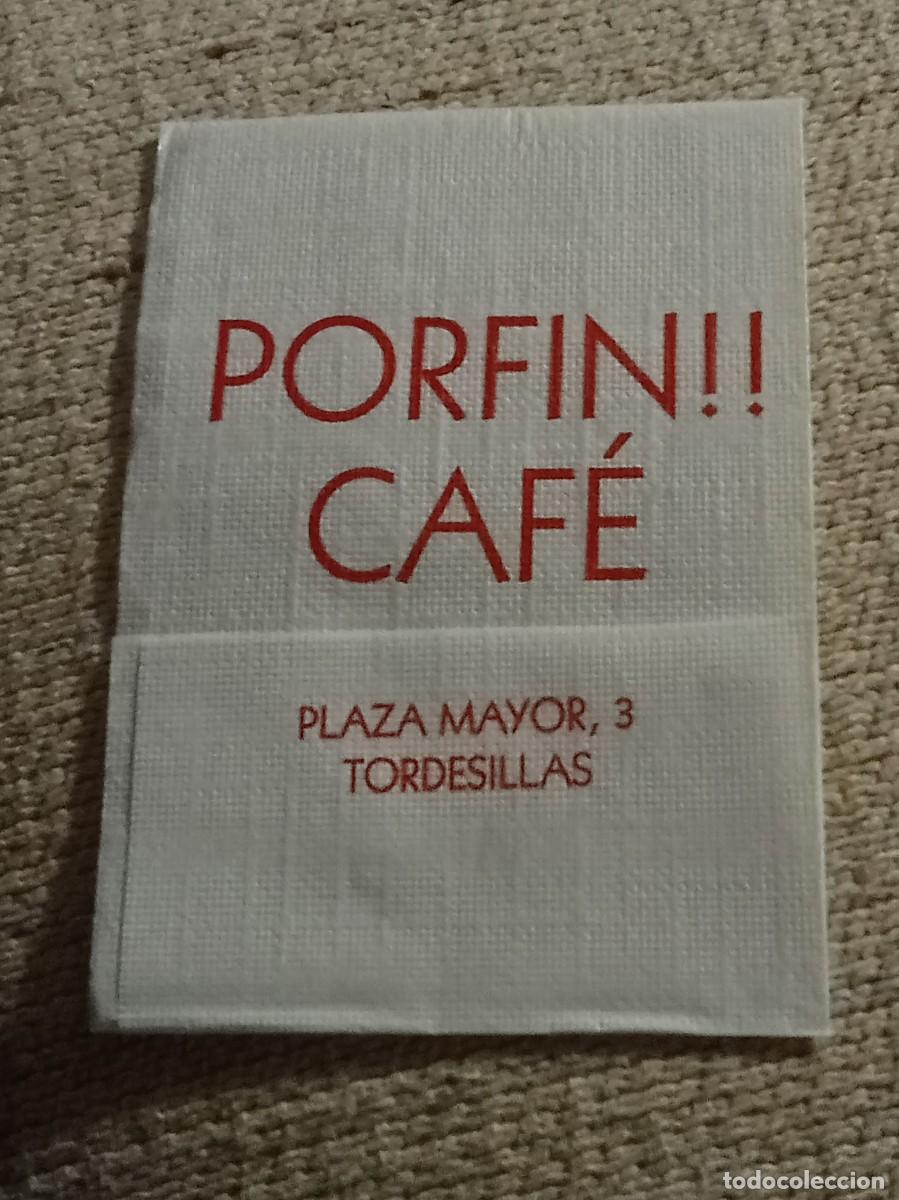 PORFIN!!
CAFÉ
PLAZA MAYOR, 3
TORDESILLAS
todocoleccion